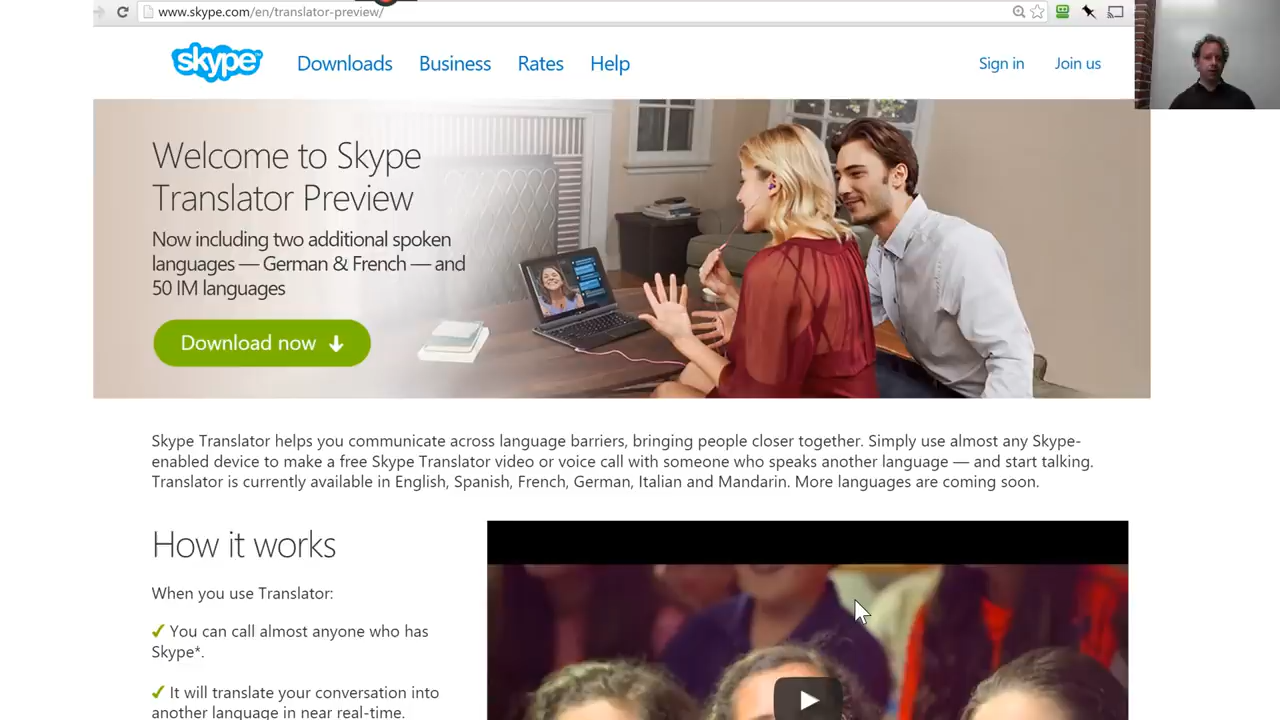 www.skype.com/en/translator-preview/
skype™
Downloads Business Rates Help
Sign in Join us
Welcome to Skype
Translator Preview
Now including two additional spoken
languages — German & French — and
50 IM languages
Download now
Skype Translator helps you communicate across language barriers, bringing people closer together. Simply use almost any Skype-
enabled device to make a free Skype Translator video or voice call with someone who speaks another language — and start talking.
Translator is currently available in English, Spanish, French, German, Italian and Mandarin. More languages are coming soon.
How it works
When you use Translator:
You can call almost anyone who has
Skype*.
It will translate your conversation into
another language in near real-time.